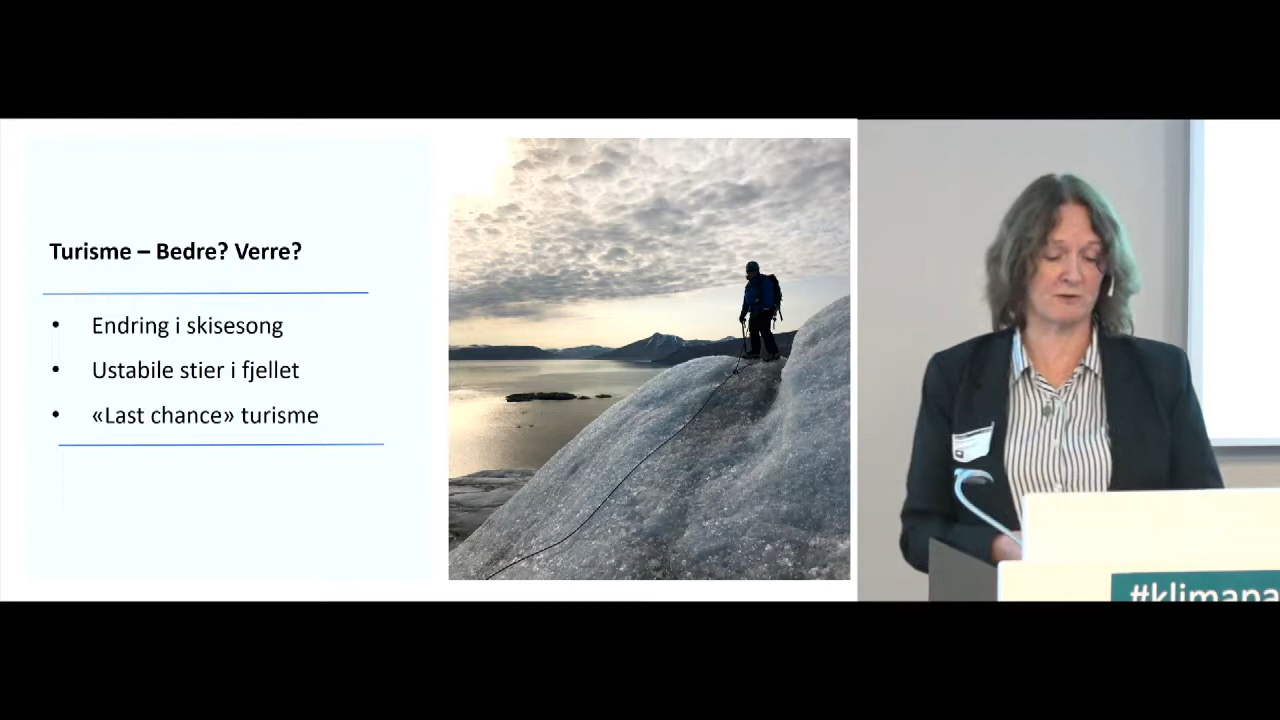 Turisme – Bedre? Verre?
• Endring i skisesong
• Ustabile stier i fjellet
• «Last chance» turisme
#klimapa